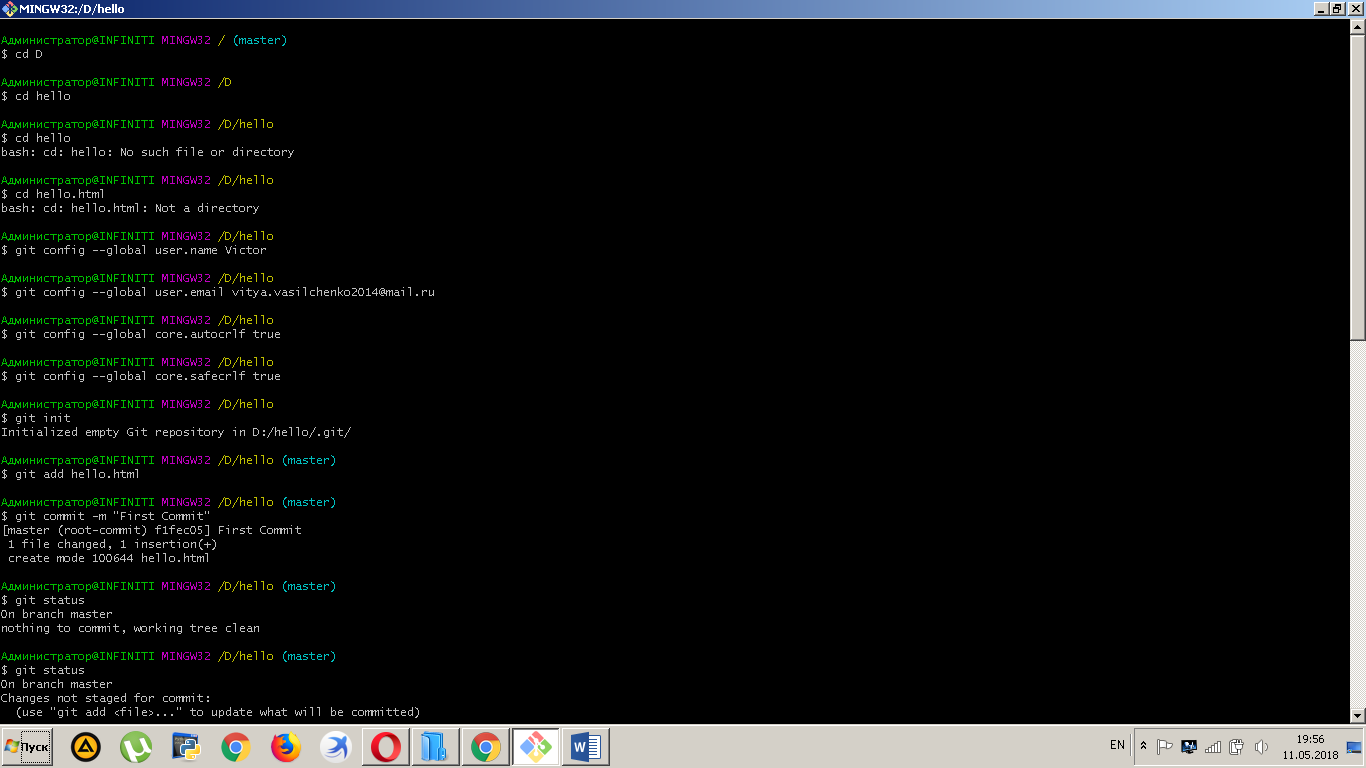 MINGW32:/D/hello
Администратор@INFINITI MINGW32 / (master)
$ cd D
Администратор@INFINITI MINGW32 /D
$ cd hello
Администратор@INFINITI MINGW32 /D/hello
$ cd hello
bash: cd: hello: No such file or directory
Администратор@INFINITI MINGW32 /D/hello
$ cd hello.html
bash: cd: hello.html: Not a directory
Администратор@INFINITI MINGW32 /D/hello
$ git config --global user.name Victor
Администратор@INFINITI MINGW32 /D/hello
$ git config --global user.email vitya.vasilchenko2014@mail.ru
Администратор@INFINITI MINGW32 /D/hello
$ git config --global core.autocrlf true
Администратор@INFINITI MINGW32 /D/hello
$ git config --global core.safecrlf true
Администратор@INFINITI MINGW32 /D/hello
$ git init
Initialized empty Git repository in D:/hello/.git/
Администратор@INFINITI MINGW32 /D/hello (master)
$ git add hello.html
Администратор@INFINITI MINGW32 /D/hello (master)
$ git commit -m "First Commit"
[master (root-commit) f1fec05] First Commit
 1 file changed, 1 insertion(+)
 create mode 100644 hello.html
Администратор@INFINITI MINGW32 /D/hello (master)
$ git status
On branch master
nothing to commit, working tree clean
Администратор@INFINITI MINGW32 /D/hello (master)
$ git status
On branch master
Changes not staged for commit:
  (use "git add <file>..." to update what will be committed)
Пуск
EN
19:56
11.05.2018